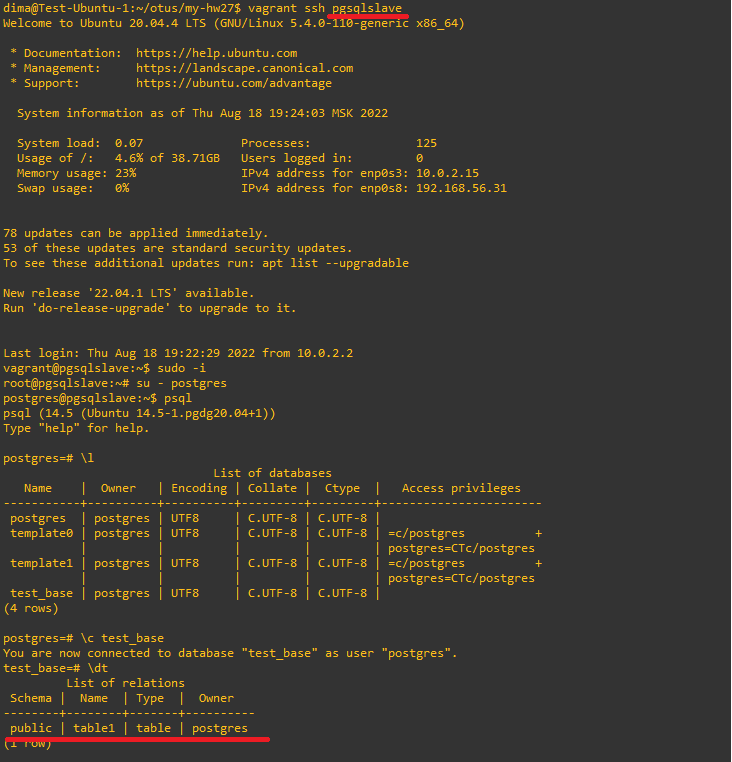 dima@Test-Ubuntu-1:~/otus/my-hw27$ vagrant ssh pgsqlslave
Welcome to Ubuntu 20.04.4 LTS (GNU/Linux 5.4.0-110-generic x86_64)
 * Documentation:  https://help.ubuntu.com
 * Management:     https://landscape.canonical.com
 * Support:        https://ubuntu.com/advantage
  System information as of Thu Aug 18 19:24:03 MSK 2022
  System load:  0.07              Processes:               125
  Usage of /:   4.6% of 38.71GB   Users logged in:         0
  Memory usage: 23%               IPv4 address for enp0s3: 10.0.2.15
  Swap usage:   0%                IPv4 address for enp0s8: 192.168.56.31
78 updates can be applied immediately.
53 of these updates are standard security updates.
To see these additional updates run: apt list --upgradable
New release '22.04.1 LTS' available.
Run 'do-release-upgrade' to upgrade to it.
Last login: Thu Aug 18 19:22:29 2022 from 10.0.2.2
vagrant@pgsqlslave:~$ sudo -i
root@pgsqlslave:~# su - postgres
postgres@pgsqlslave:~$ psql
psql (14.5 (Ubuntu 14.5-1.pgdg20.04+1))
Type "help" for help.
postgres=# \l
                              List of databases
   Name    |  Owner   | Encoding | Collate |  Ctype  |   Access privileges
-----------+----------+----------+---------+---------+-----------------------
 postgres  | postgres | UTF8     | C.UTF-8 | C.UTF-8 |
 template0 | postgres | UTF8     | C.UTF-8 | C.UTF-8 | =c/postgres          +
           |          |          |         |         | postgres=CTc/postgres
 template1 | postgres | UTF8     | C.UTF-8 | C.UTF-8 | =c/postgres          +
           |          |          |         |         | postgres=CTc/postgres
 test_base | postgres | UTF8     | C.UTF-8 | C.UTF-8 |
(4 rows)
postgres=# \c test_base
You are now connected to database "test_base" as user "postgres".
test_base=# \dt
         List of relations
 Schema |  Name  | Type  |  Owner
--------+--------+-------+----------
 public | table1 | table | postgres
(1 row)